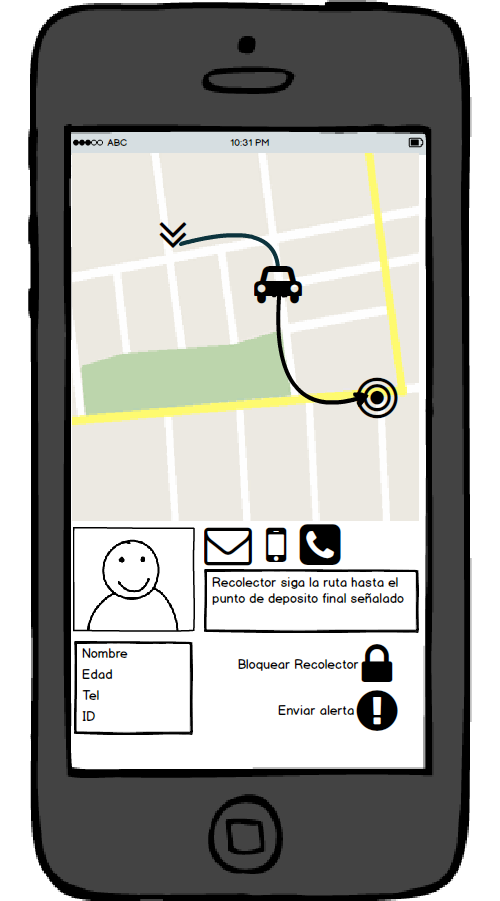 ABC 10:31 PM
Recolector siga la ruta hasta el
punto de deposito final señalado
Nombre
Edad
Tel
ID
Bloquear Recolector
Enviar alerta